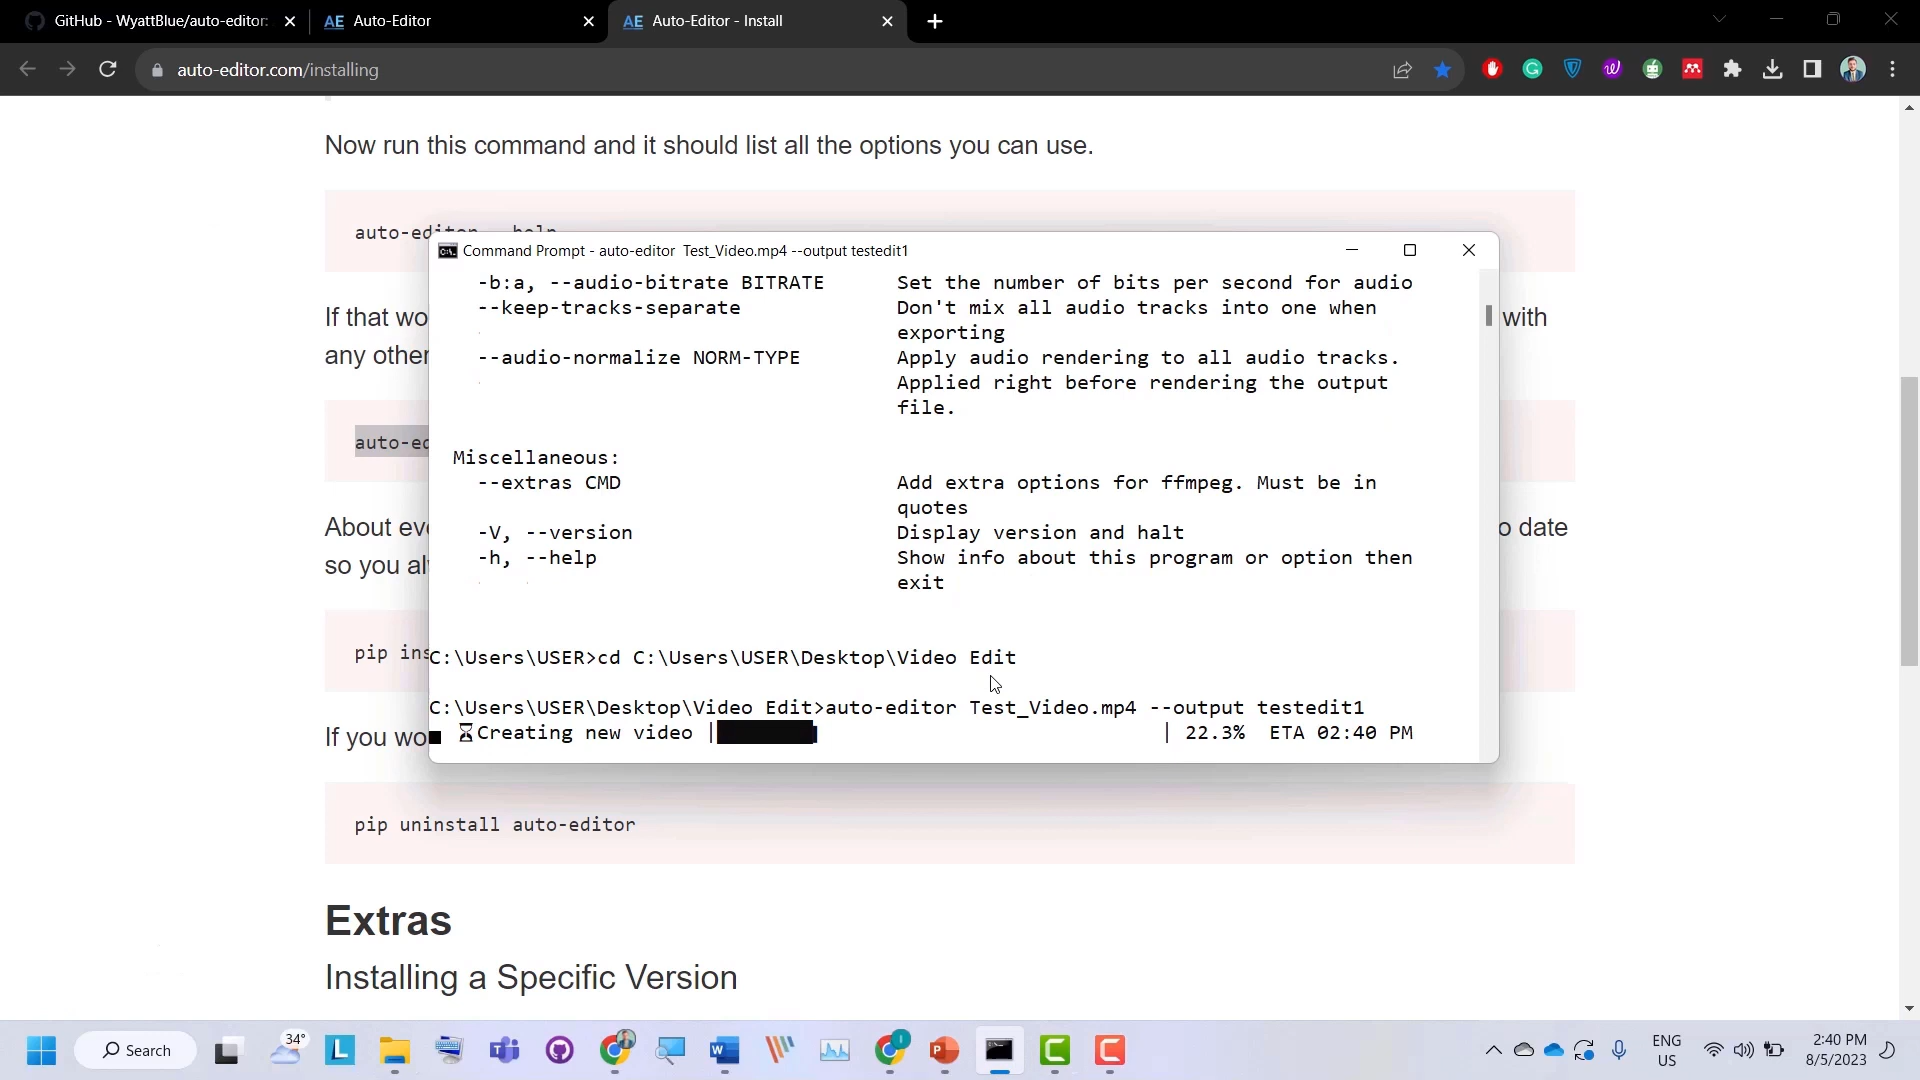 GitHub - WyattBlue/auto-editor:
Auto-Editor
Auto-Editor - Install
auto-editor.com/installing
Now run this command and it should list all the options you can use.
Command Prompt - auto-editor  Test_Video.mp4 --output testedit1
-b:a, --audio-bitrate BITRATE Set the number of bits per second for audio
--keep-tracks-separate Don't mix all audio tracks into one when
exporting
--audio-normalize NORM-TYPE Apply audio rendering to all audio tracks.
Applied right before rendering the output
file.
Miscellaneous:
--extras CMD Add extra options for ffmpeg. Must be in
quotes
-V, --version Display version and halt
-h, --help Show info about this program or option then
exit
C:\Users\USER>cd C:\Users\USER\Desktop\Video Edit
C:\Users\USER\Desktop\Video Edit>auto-editor Test_Video.mp4 --output testedit1
⌛Creating new video | | 22.3% ETA 02:40 PM
If that wo with
any other
auto-ed
About eve o date
so you al
pip ins
If you wo
pip uninstall auto-editor
Extras
Installing a Specific Version
Search
34°
ENG
US
2:40 PM
8/5/2023